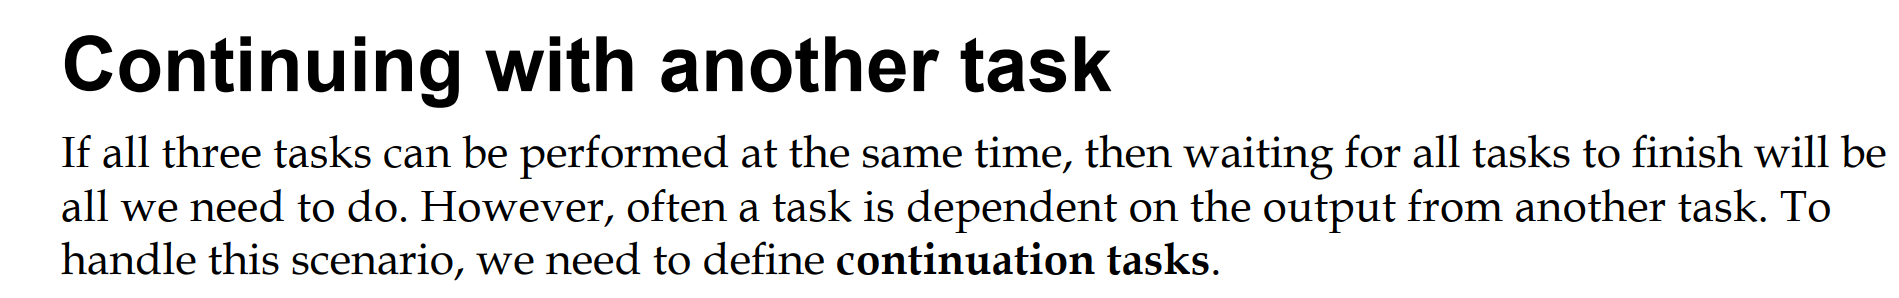 Continuing with another task
If all three tasks can be performed at the same time, then waiting for all tasks to finish will be
all we need to do. However, often a task is dependent on the output from another task. To
handle this scenario, we need to define continuation tasks.